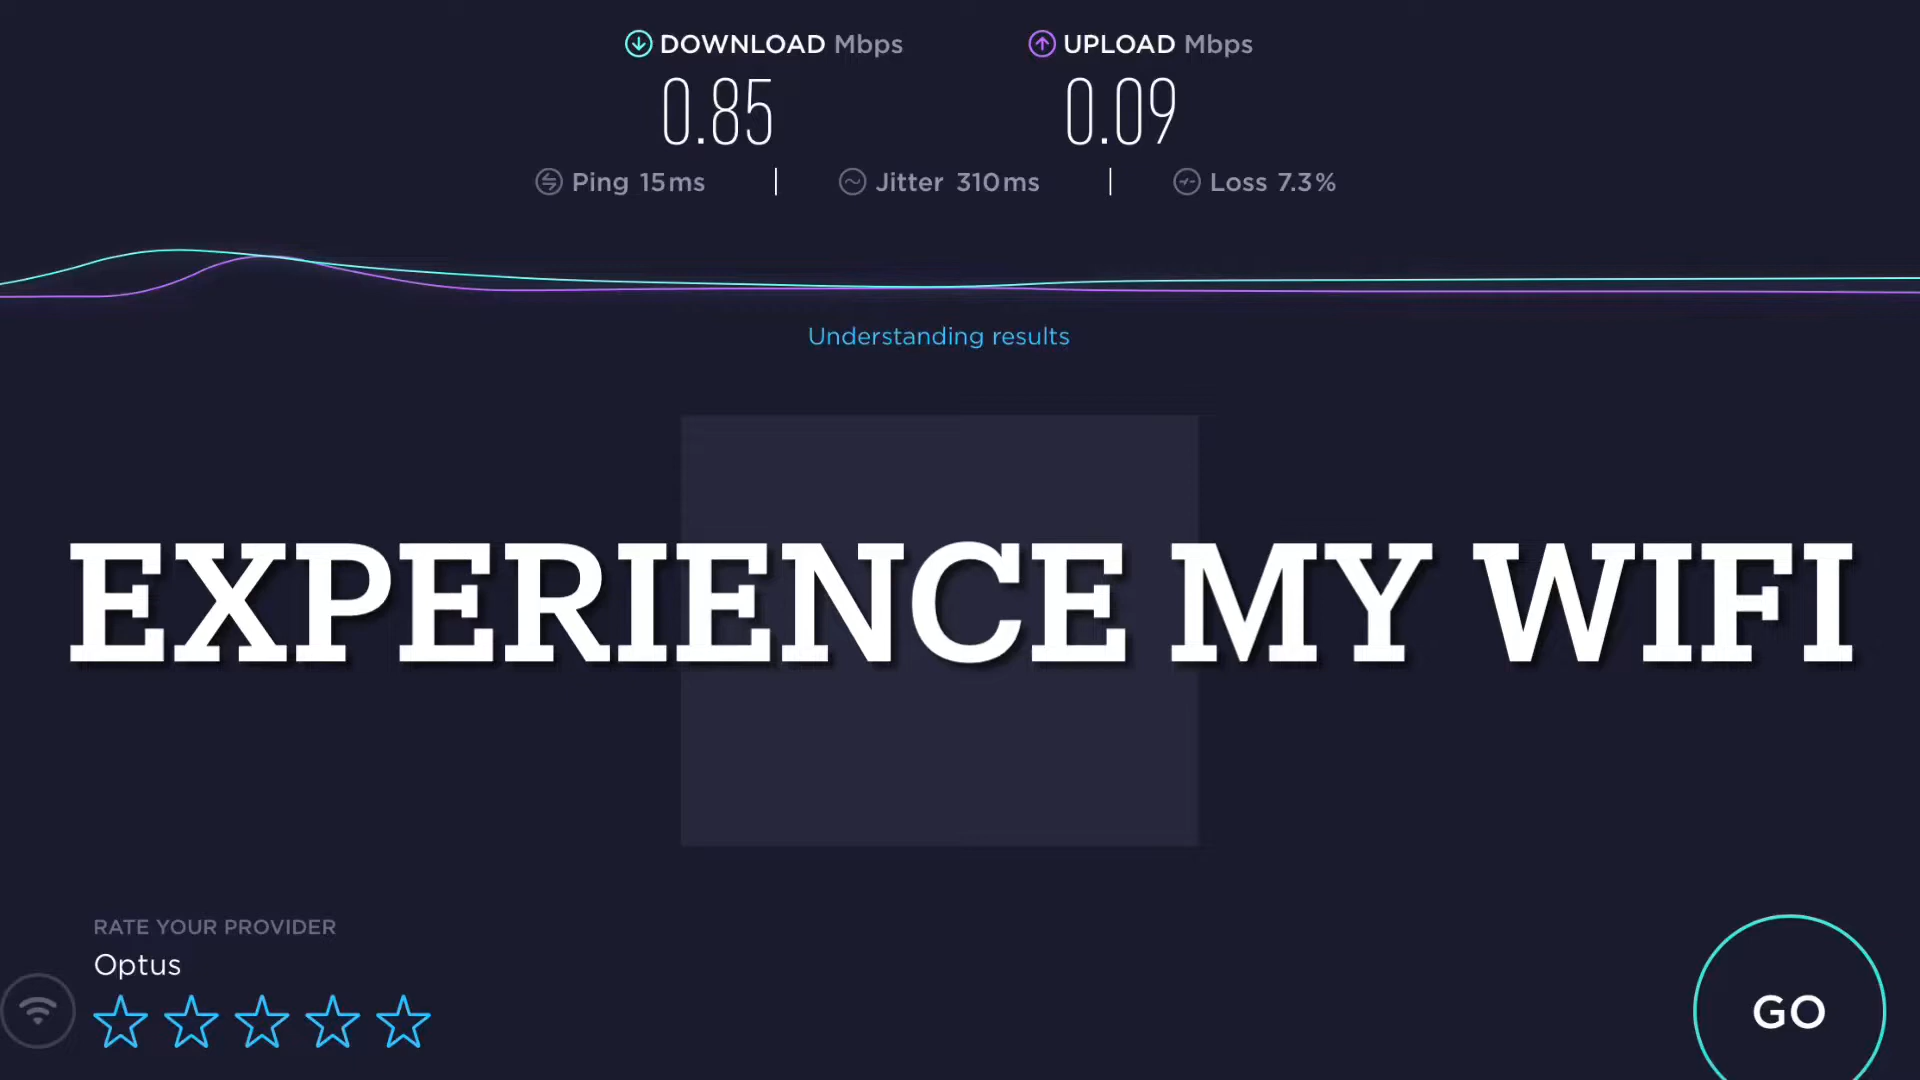 DOWNLOAD Mbps UPLOAD Mbps
0.85 0.09
Ping 15ms Jitter 310ms Loss 7.3%
Understanding results
EXPERIENCE MY WIFI
RATE YOUR PROVIDER
Optus
GO